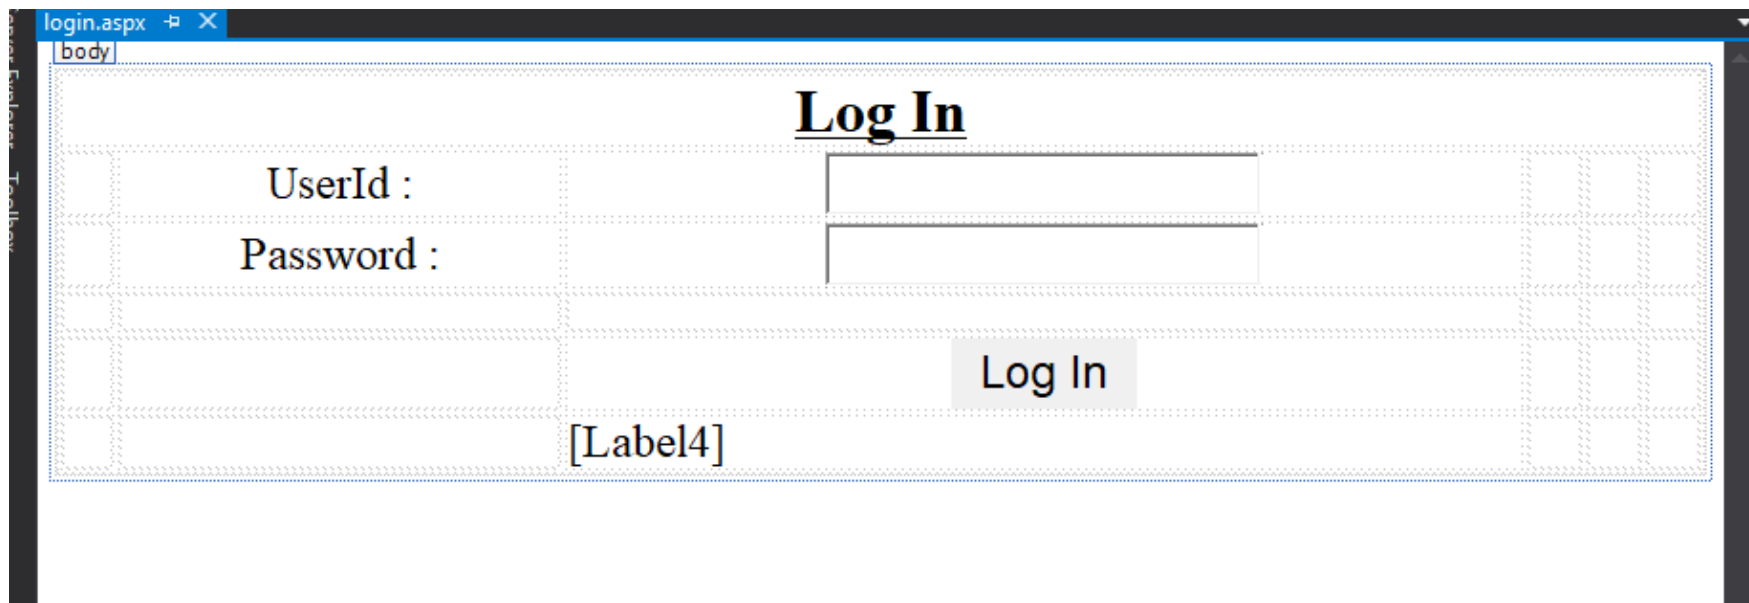 login.aspx
body
Log In
UserId :
Password :
Log In
[Label4]